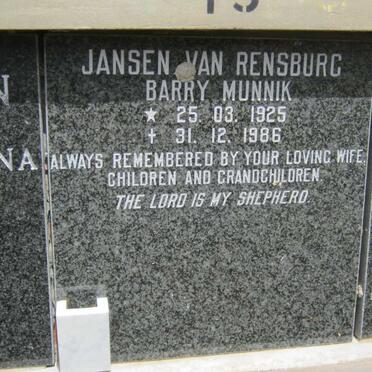 JANSEN VAN RENSBURG
BARRY MUNNIK
★ 25. 03. 1925
✝ 31. 12. 1986
ALWAYS REMEMBERED BY YOUR LOVING WIFE,
CHILDREN AND GRANDCHILDREN
THE LORD IS MY SHEPHERD.
N
NA